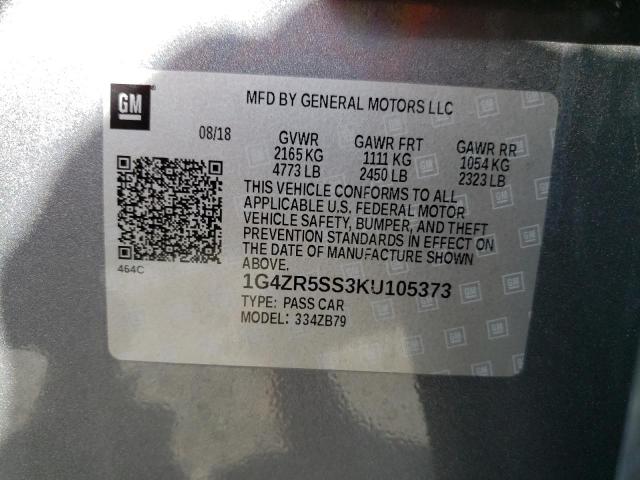 GM
MFD BY GENERAL MOTORS LLC
08/18 GVWR GAWR FRT GAWR RR
2165 KG 1111 KG 1054 KG
4773 LB 2450 LB 2323 LB
THIS VEHICLE CONFORMS TO ALL
APPLICABLE U.S. FEDERAL MOTOR
VEHICLE SAFETY, BUMPER, AND THEFT
PREVENTION STANDARDS IN EFFECT ON
THE DATE OF MANUFACTURE SHOWN
ABOVE.
464C
1G4ZR5SS3KU105373
TYPE: PASS CAR
MODEL: 334ZB79